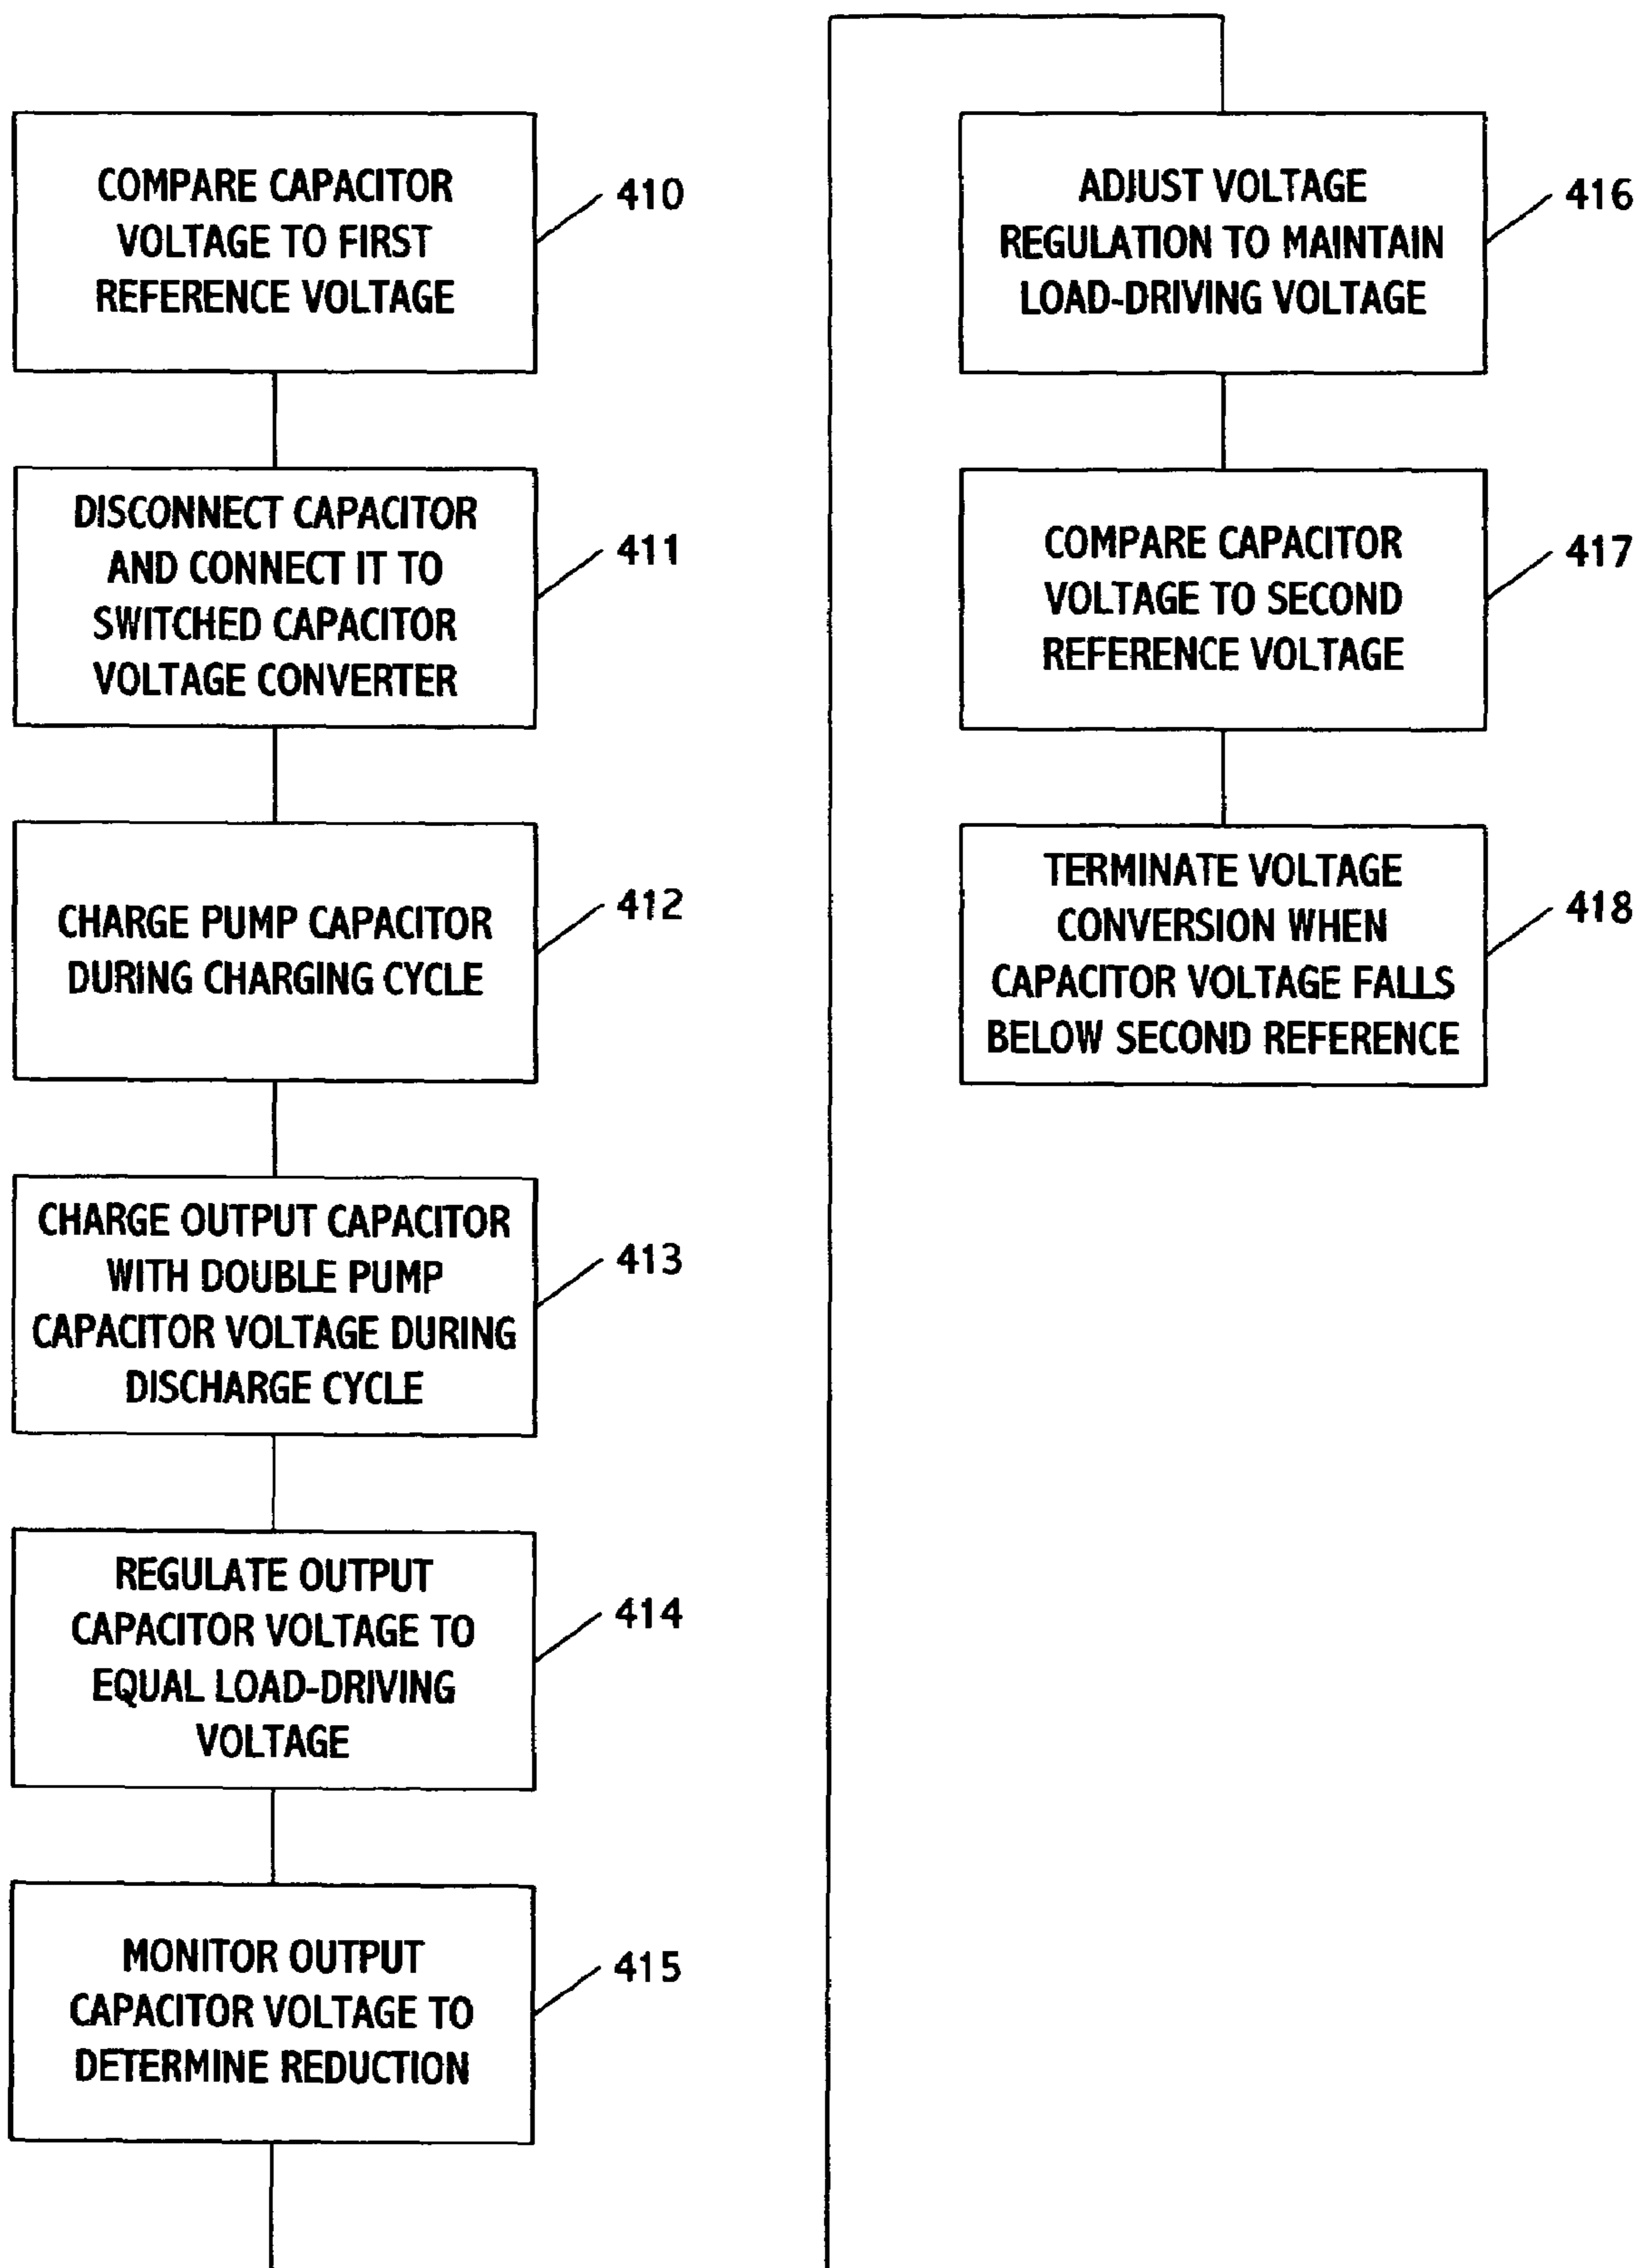 COMPARE CAPACITOR
VOLTAGE TO FIRST
REFERENCE VOLTAGE
410
DISCONNECT CAPACITOR
AND CONNECT IT TO
SWITCHED CAPACITOR
VOLTAGE CONVERTER
411
CHARGE PUMP CAPACITOR
DURING CHARGING CYCLE
412
CHARGE OUTPUT CAPACITOR
WITH DOUBLE PUMP
CAPACITOR VOLTAGE DURING
DISCHARGE CYCLE
413
REGULATE OUTPUT
CAPACITOR VOLTAGE TO
EQUAL LOAD-DRIVING
VOLTAGE
414
MONITOR OUTPUT
CAPACITOR VOLTAGE TO
DETERMINE REDUCTION
415
ADJUST VOLTAGE
REGULATION TO MAINTAIN
LOAD-DRIVING VOLTAGE
416
COMPARE CAPACITOR
VOLTAGE TO SECOND
REFERENCE VOLTAGE
417
TERMINATE VOLTAGE
CONVERSION WHEN
CAPACITOR VOLTAGE FALLS
BELOW SECOND REFERENCE
418